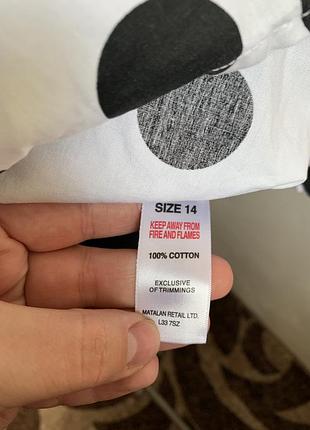 SIZE 14
KEEP AWAY FROM
FIRE AND FLAMES
100% COTTON
EXCLUSIVE
OF TRIMMINGS
MATALAN RETAIL LTD.
L33 7SZ